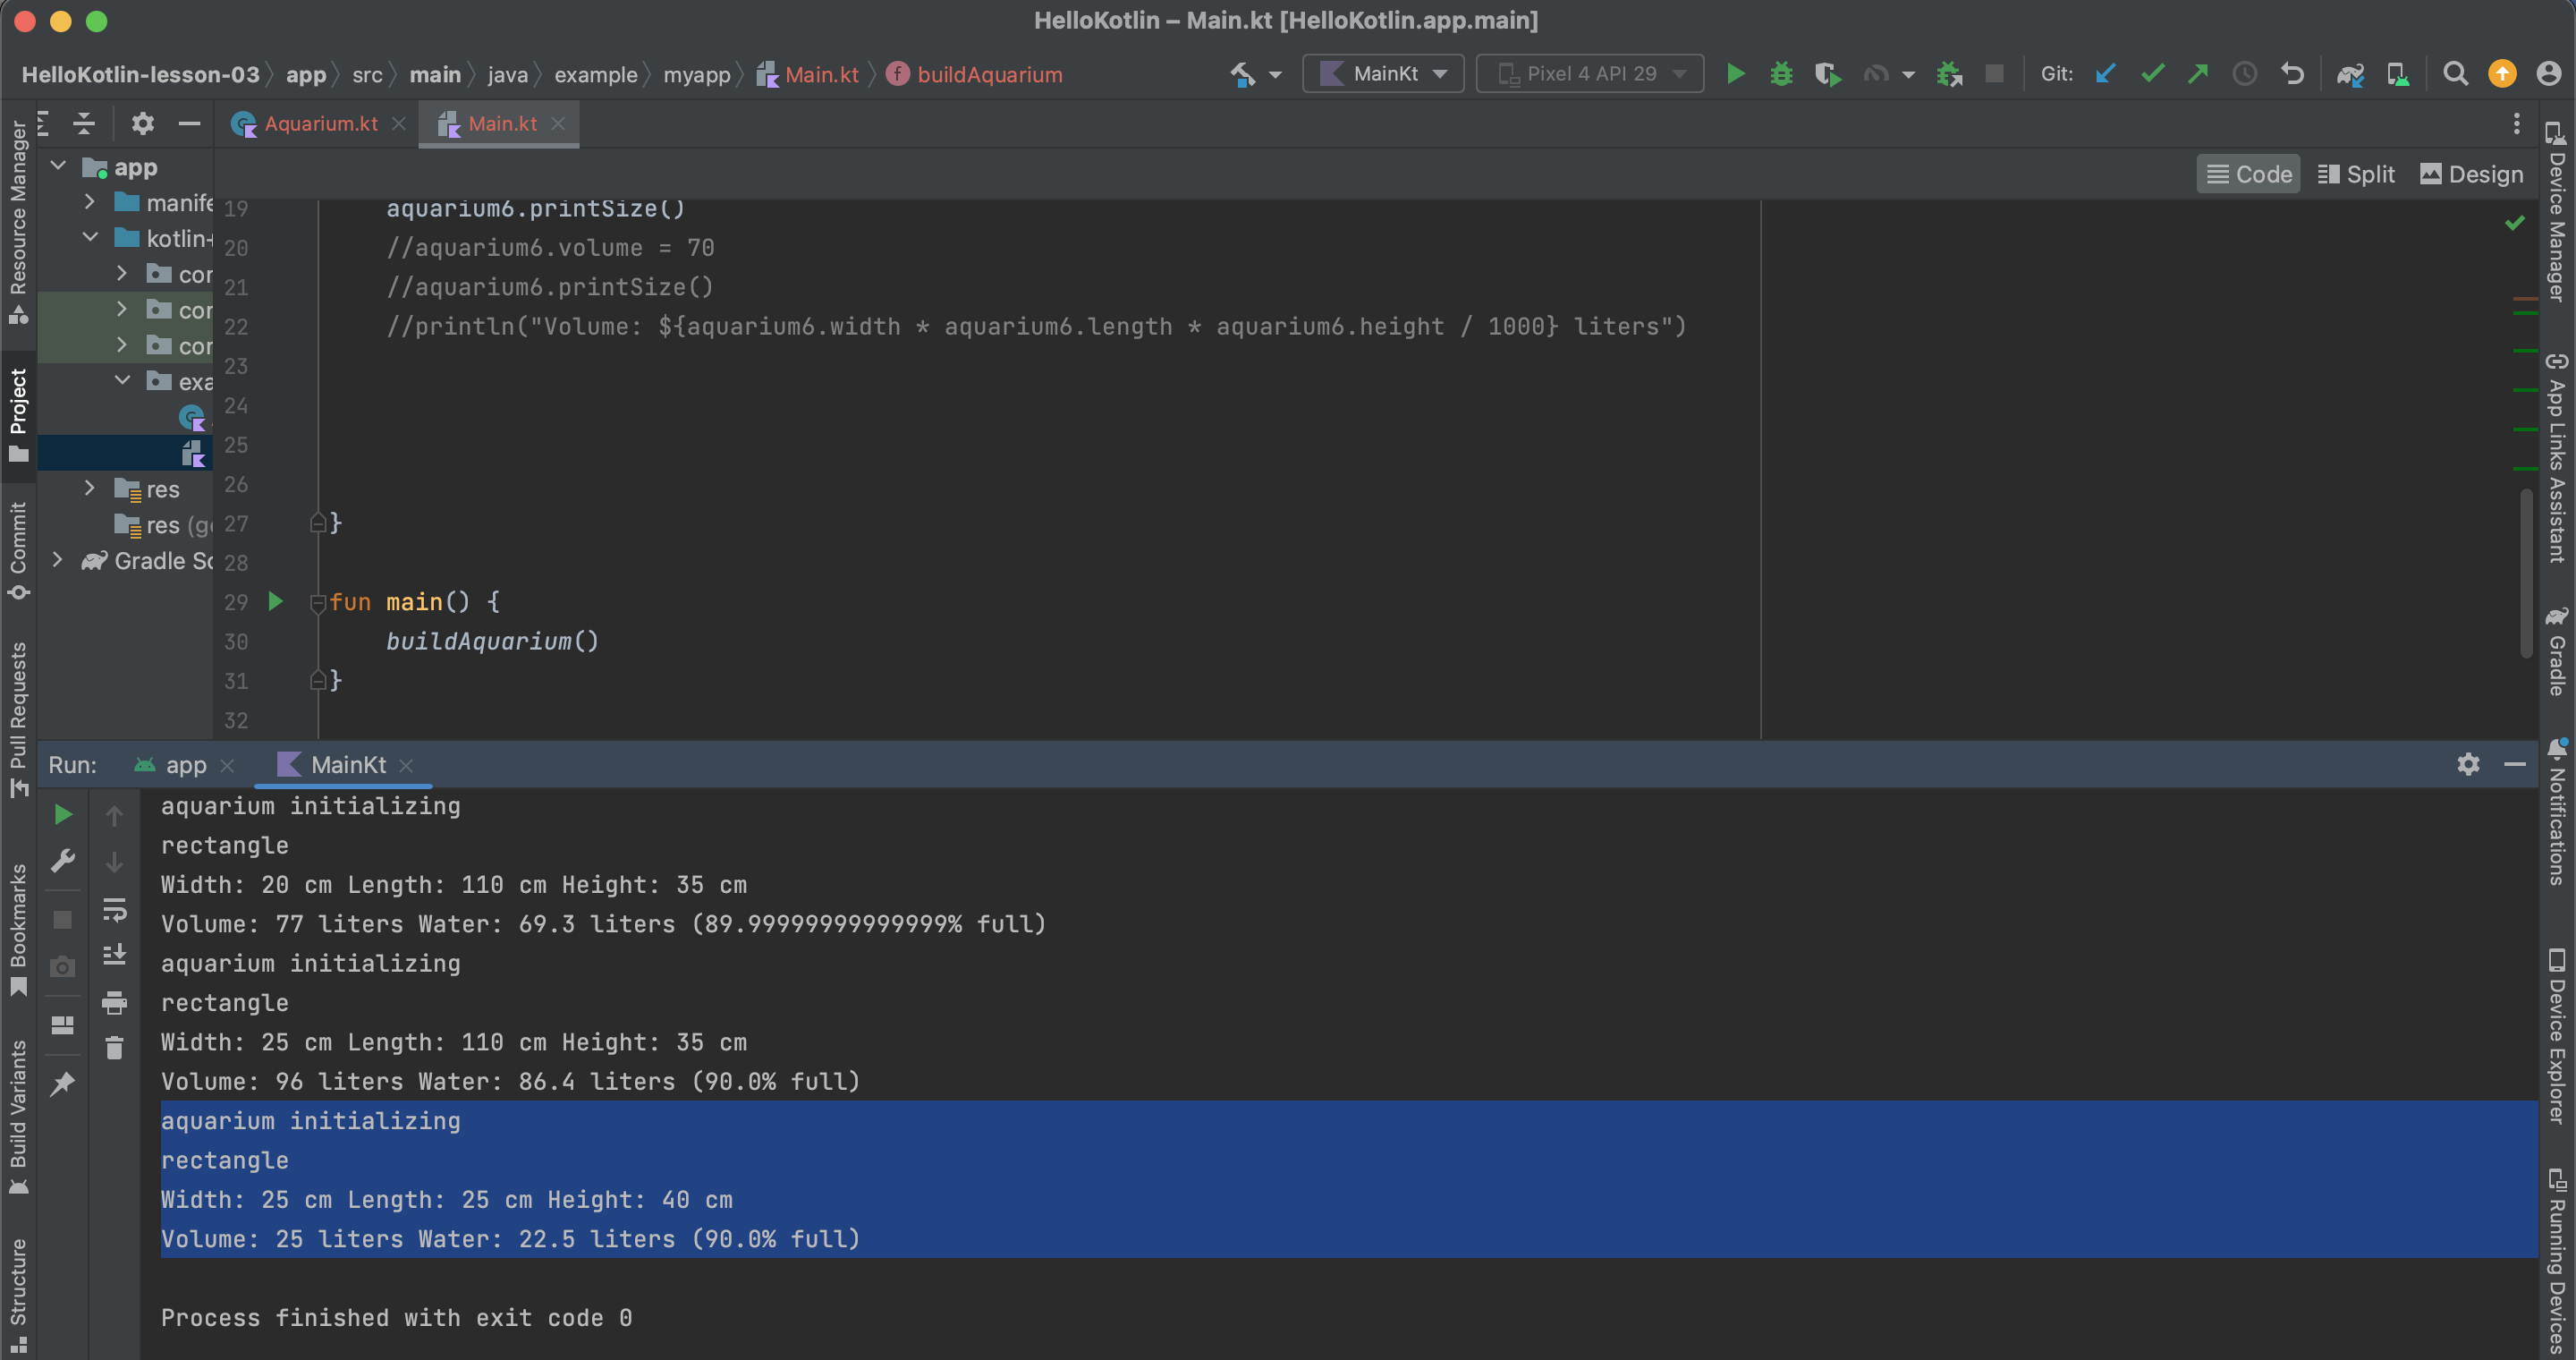 HelloKotlin – Main.kt [HelloKotlin.app.main]
HelloKotlin-lesson-03 app src main java example myapp Main.kt f buildAquarium
MainKt Pixel 4 API 29 Git:
Aquarium.kt Main.kt
Code Split Design
app
manife
kotlin-
cor
cor
cor
exa
res
res (ge
Gradle Sc
Resource Manager
Project
Commit
Pull Requests
Bookmarks
Build Variants
Structure
19 aquarium6.printSize()
20 //aquarium6.volume = 70
21 //aquarium6.printSize()
22 //println("Volume: ${aquarium6.width * aquarium6.length * aquarium6.height / 1000} liters")
23
24
25
26
27 }
28
29 fun main() {
30 buildAquarium()
31 }
32
Run: app MainKt
aquarium initializing
rectangle
Width: 20 cm Length: 110 cm Height: 35 cm
Volume: 77 liters Water: 69.3 liters (89.99999999999999% full)
aquarium initializing
rectangle
Width: 25 cm Length: 110 cm Height: 35 cm
Volume: 96 liters Water: 86.4 liters (90.0% full)
aquarium initializing
rectangle
Width: 25 cm Length: 25 cm Height: 40 cm
Volume: 25 liters Water: 22.5 liters (90.0% full)
Process finished with exit code 0
Device Manager
App Links Assistant
Gradle
Notifications
Device Explorer
Running Devices